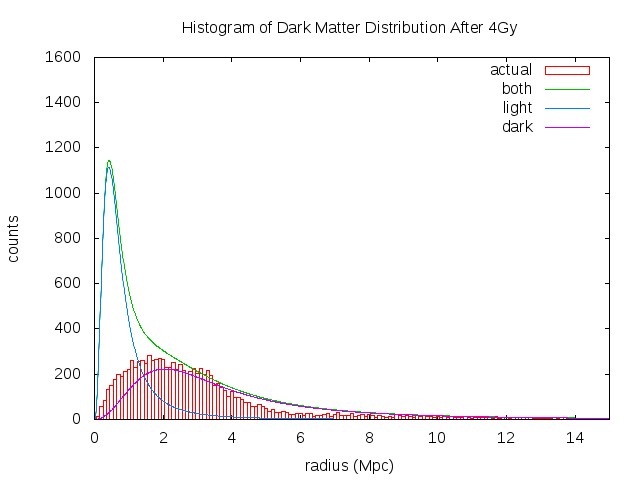 Histogram of Dark Matter Distribution After 4Gy
1600
1400
1200
1000
800
600
400
200
0
actual
both
light
dark
counts
0 2 4 6 8 10 12 14
radius (Mpc)